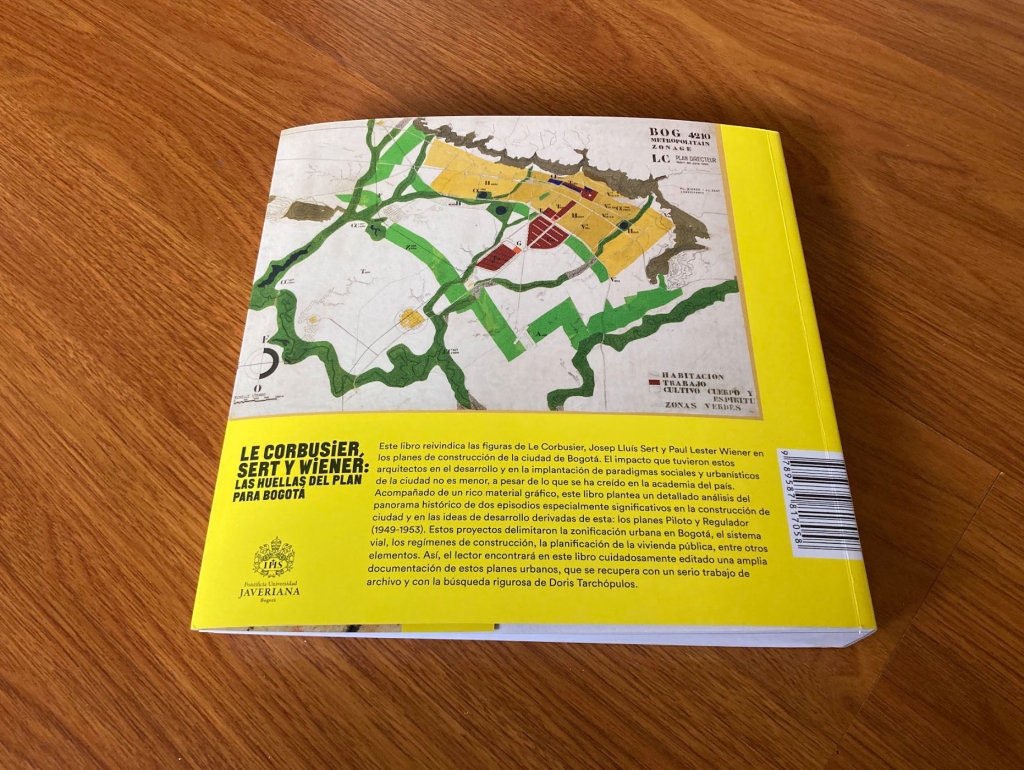 BOG 4210
METROPOLITAIN
ZONAGE
LC PLAN DIRECTEUR
HABITACION
TRABAJO
CULTIVO CUERPO Y
ESPIRITU
ZONAS VERDES
LE CORBUSiER,
SERT Y WiENER:
LAS HUELLAS DEL PLAN
PARA BOGOTÁ
Este libro reivindica las figuras de Le Corbusier, Josep Lluís Sert y Paul Lester Wiener en
los planes de construcción de la ciudad de Bogotá. El impacto que tuvieron estos
arquitectos en el desarrollo y en la implantación de paradigmas sociales y urbanísticos
de la ciudad no es menor, a pesar de lo que se ha creído en la academia del país.
Acompañado de un rico material gráfico, este libro plantea un detallado análisis del
panorama histórico de dos episodios especialmente significativos en la construcción de
ciudad y en las ideas de desarrollo derivadas de esta: los planes Piloto y Regulador
(1949-1953). Estos proyectos delimitaron la zonificación urbana en Bogotá, el sistema
vial, los regímenes de construcción, la planificación de la vivienda pública, entre otros
elementos. Así, el lector encontrará en este libro cuidadosamente editado una amplia
documentación de estos planes urbanos, que se recupera con un serio trabajo de
archivo y con la búsqueda rigurosa de Doris Tarchópulos.
IHS
Pontificia Universidad
JAVERIANA
Bogotá
9789587817058